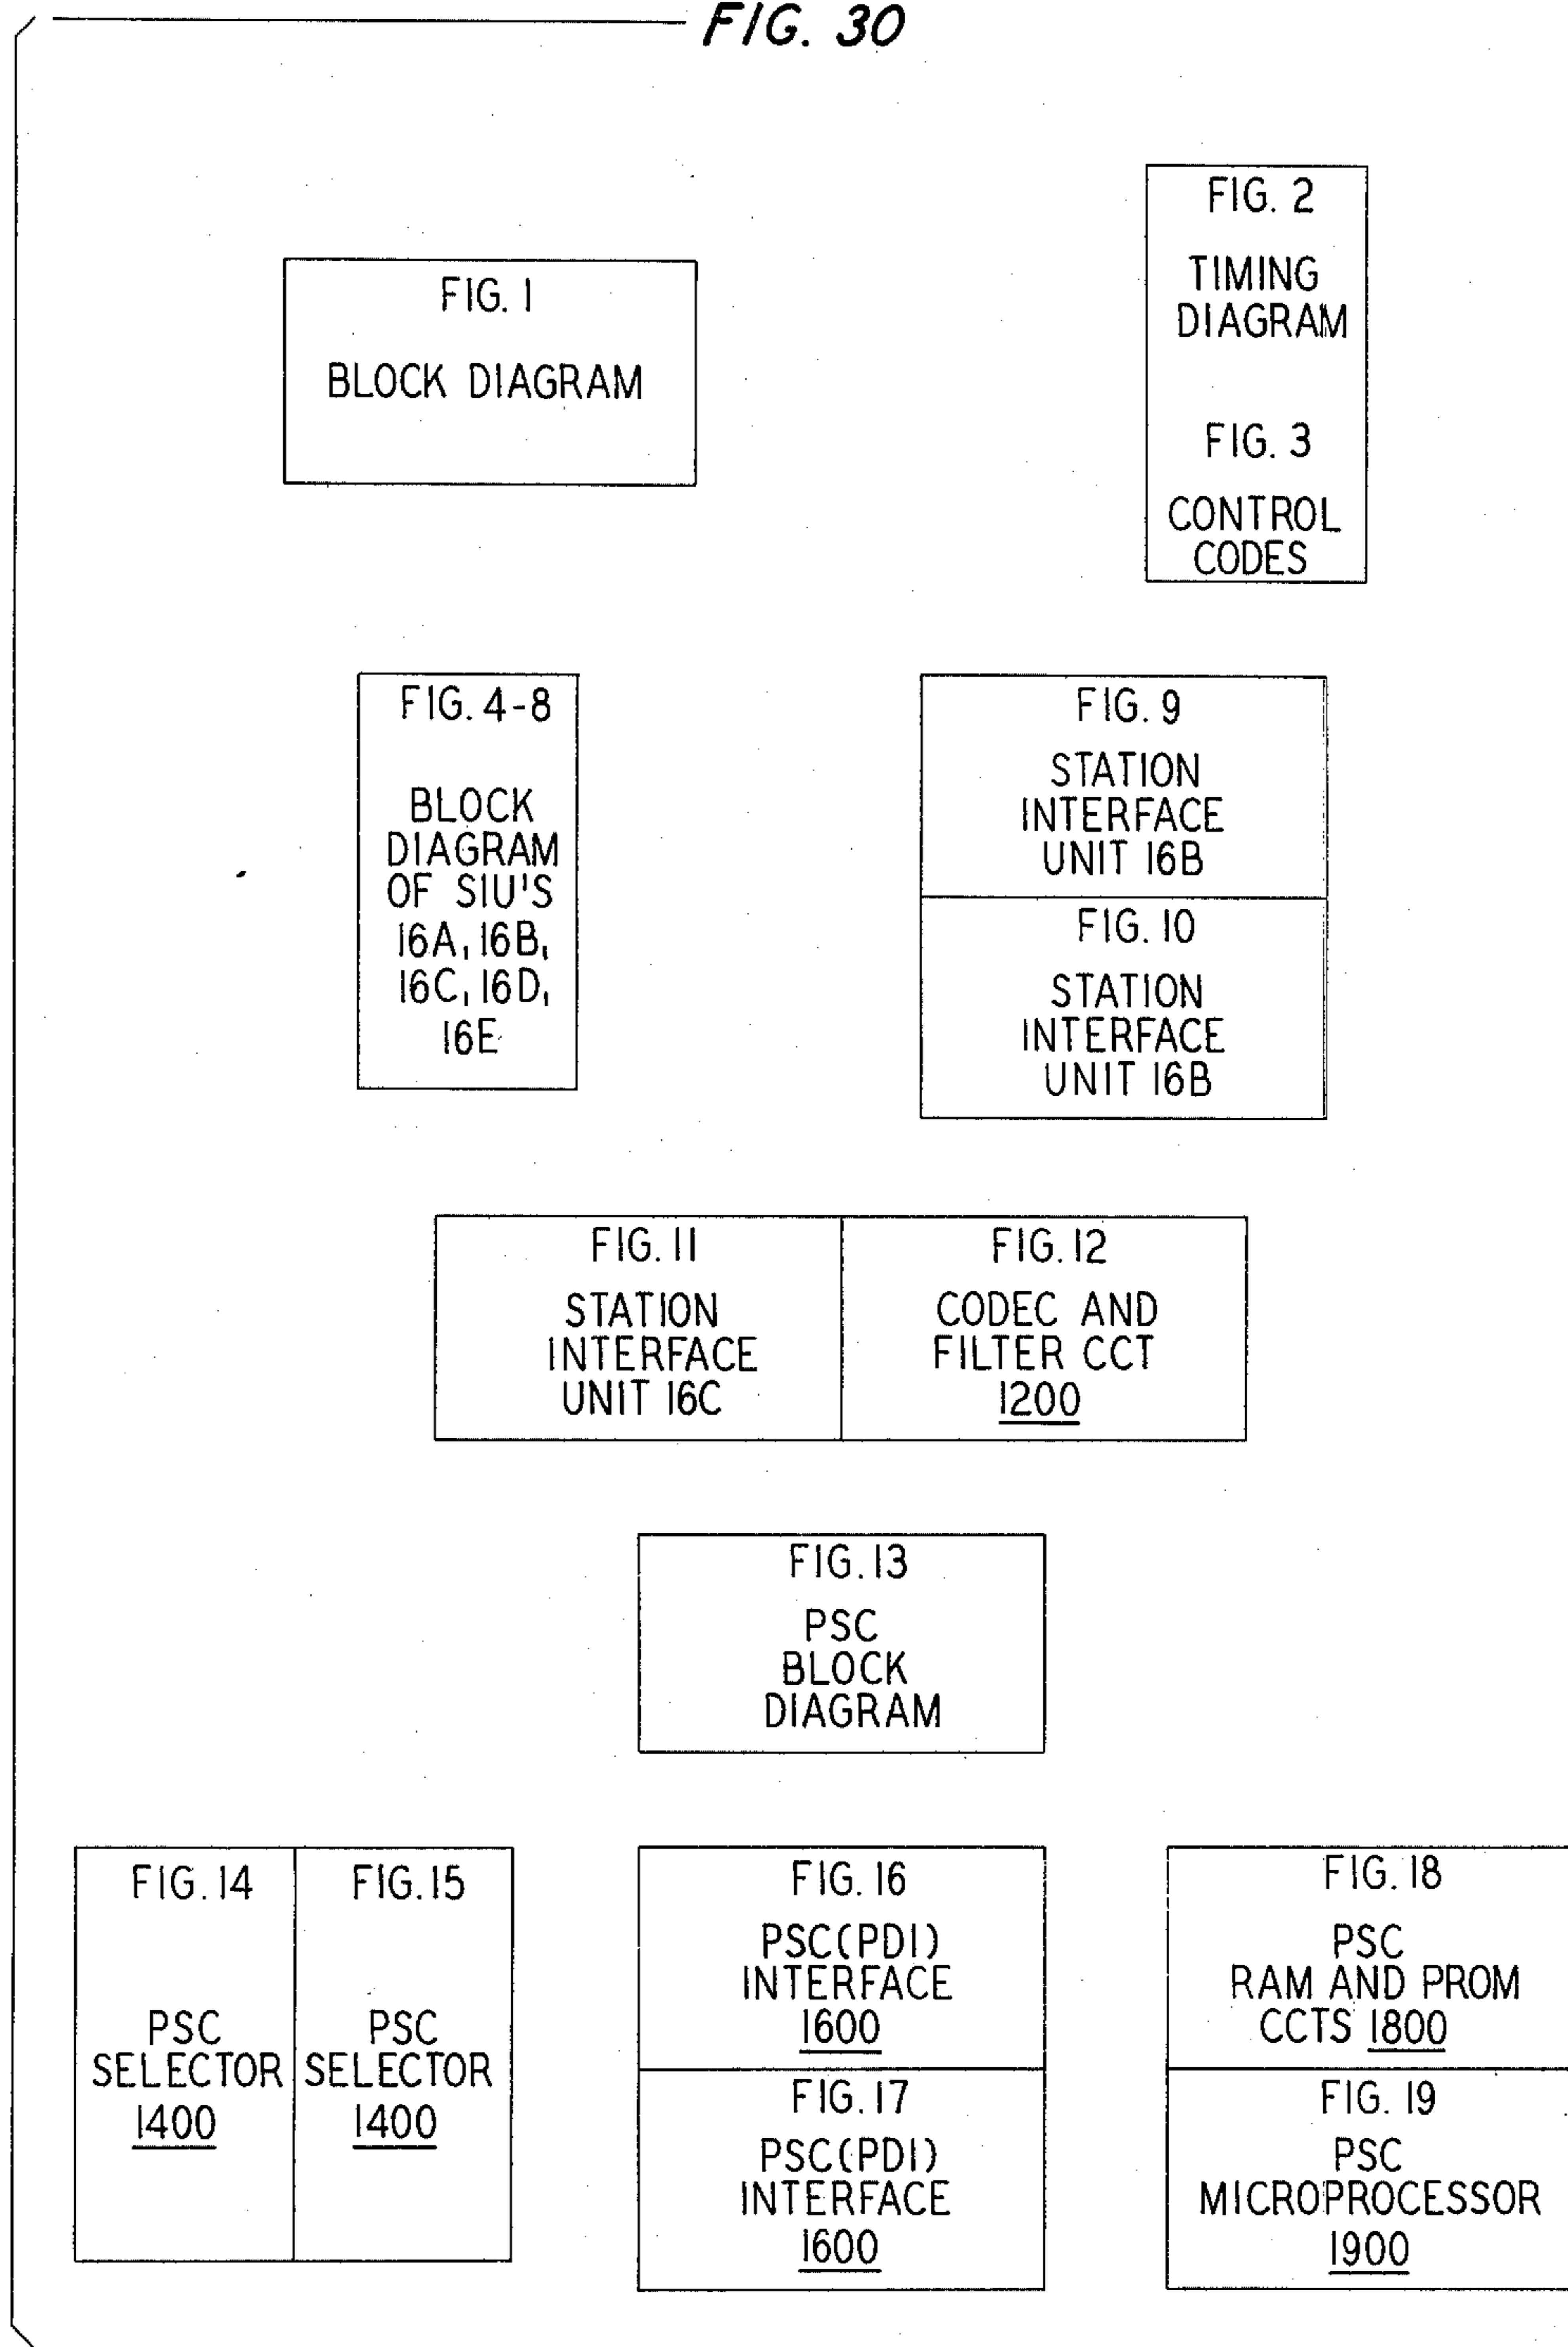 FIG. 30
FIG. 1
BLOCK DIAGRAM
FIG. 2
TIMING
DIAGRAM
FIG. 3
CONTROL
CODES
FIG. 4-8
BLOCK
DIAGRAM
OF SIU'S
16A, 16B,
16C, 16D,
16E
FIG. 9
STATION
INTERFACE
UNIT 16B
FIG. 10
STATION
INTERFACE
UNIT 16B
FIG. 11
STATION
INTERFACE
UNIT 16C
FIG. 12
CODEC AND
FILTER CCT
1200
FIG. 13
PSC
BLOCK
DIAGRAM
FIG. 14
PSC
SELECTOR
1400
FIG. 15
PSC
SELECTOR
1400
FIG. 16
PSC(PDI)
INTERFACE
1600
FIG. 17
PSC(PDI)
INTERFACE
1600
FIG. 18
PSC
RAM AND PROM
CCTS 1800
FIG. 19
PSC
MICROPROCESSOR
1900